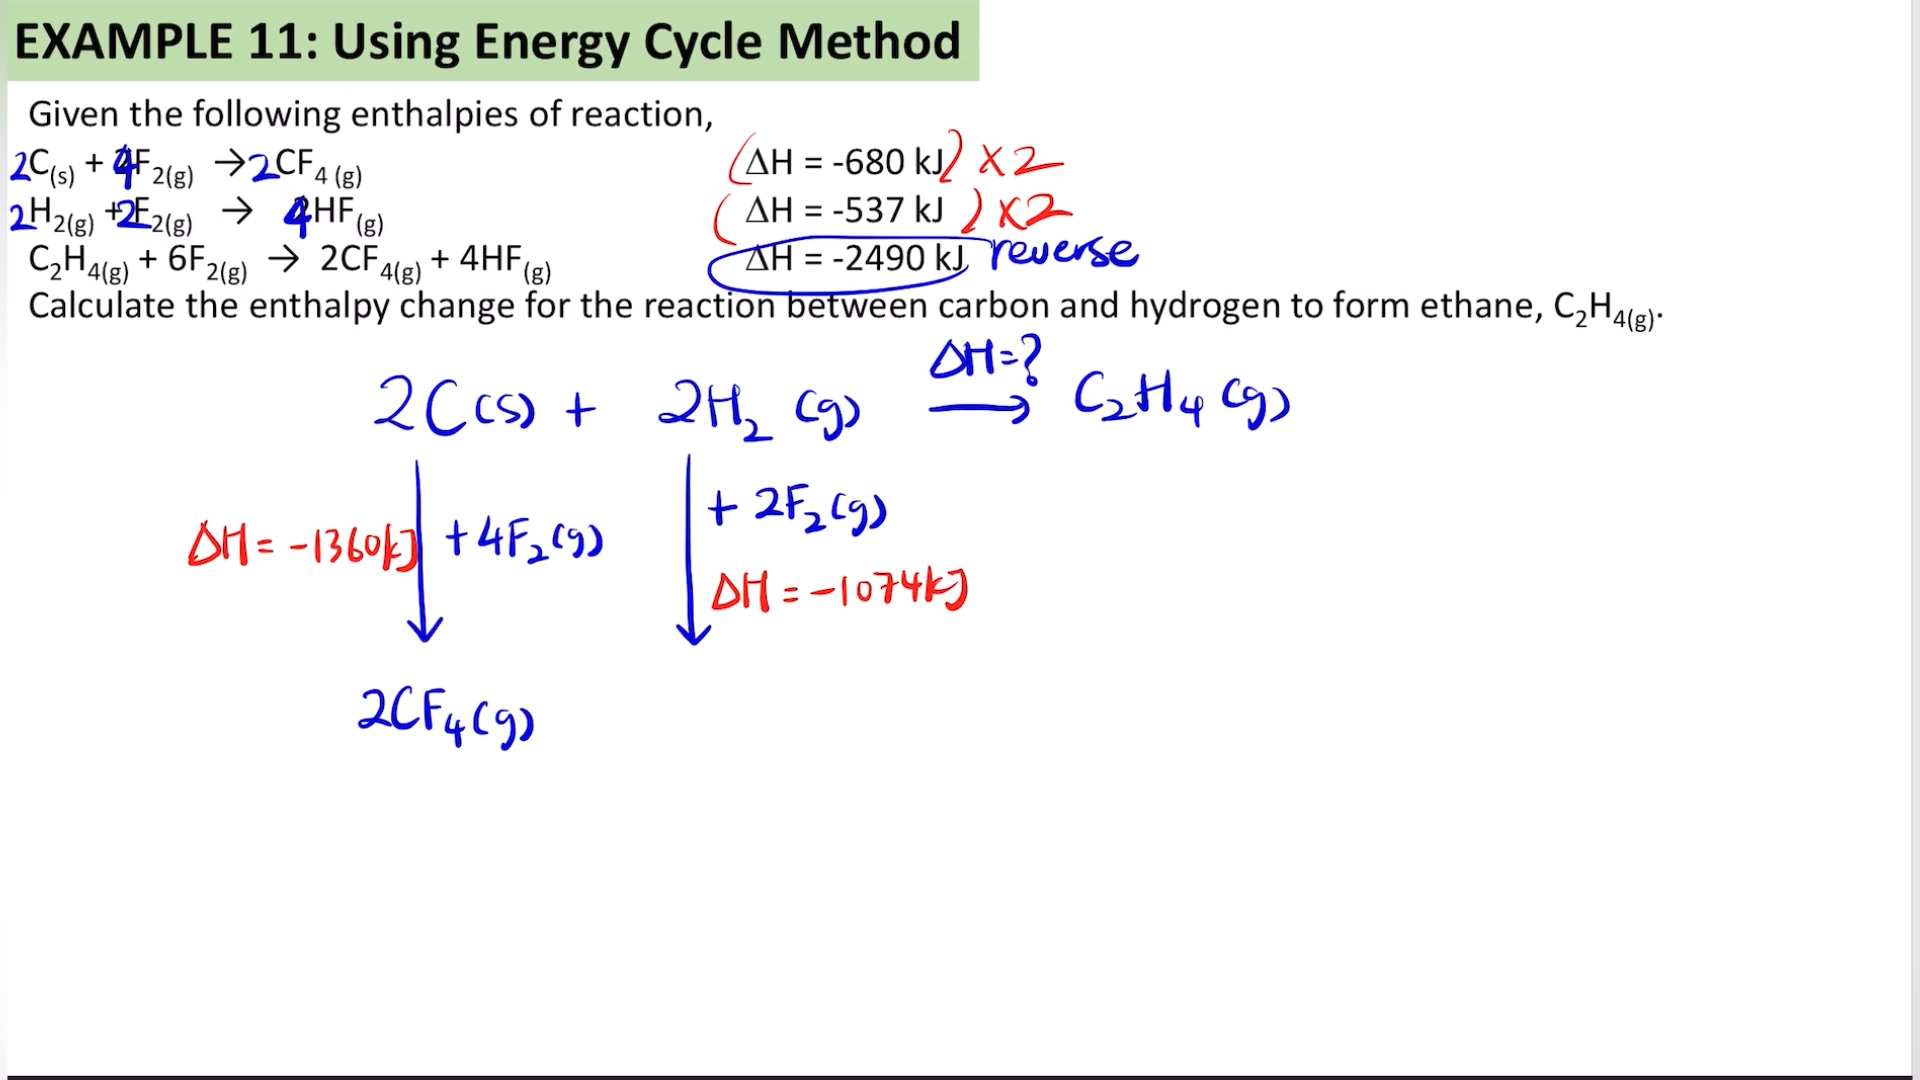 EXAMPLE 11: Using Energy Cycle Method
Given the following enthalpies of reaction,
2C(s) + 4F2(g) → 2CF4 (g) (ΔH = -680 kJ) X 2
2H2(g) + 2F2(g) → 4HF(g) (ΔH = -537 kJ ) X2
C2H4(g) + 6F2(g) → 2CF4(g) + 4HF(g) ΔH = -2490 kJ reverse
Calculate the enthalpy change for the reaction between carbon and hydrogen to form ethane, C2H4(g).
ΔH=?
2C(s) + 2H2 (g) → C2H4 (g)
+ 2F2(g)
ΔH = -1360kJ +4F2(g)
ΔH = -1074kJ
2CF4(g)